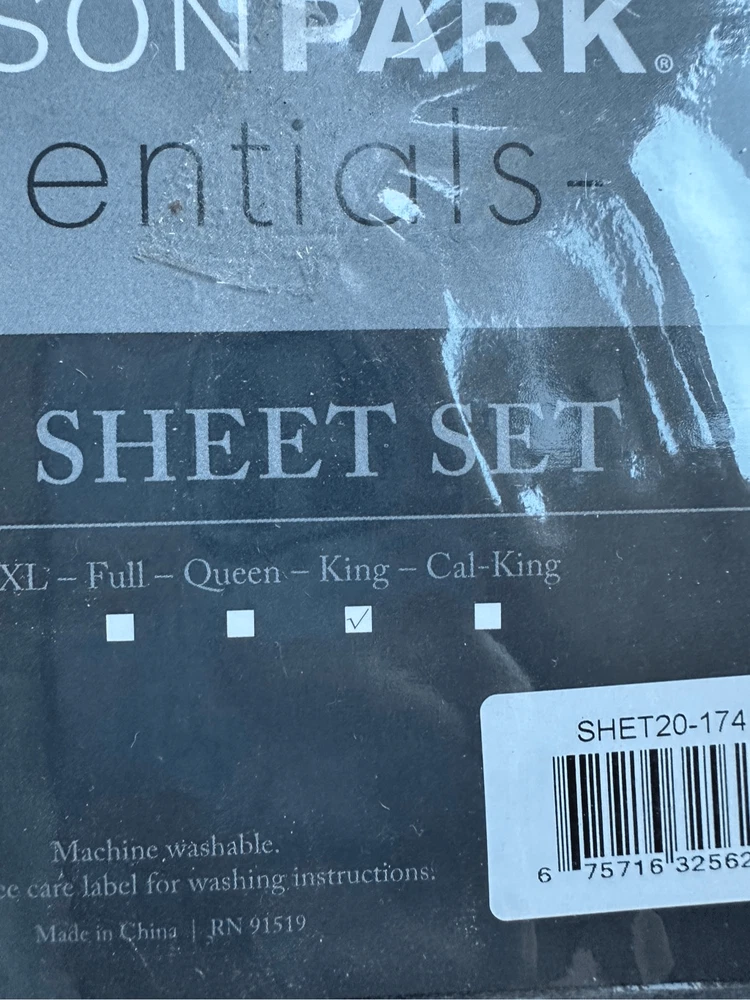 SONPARK®
entials-
SHEET SET
XL – Full – Queen – King – Cal-King
✓
SHET20-174
6 75716 32562
Machine washable.
ee care label for washing instructions.
Made in China | RN 91519